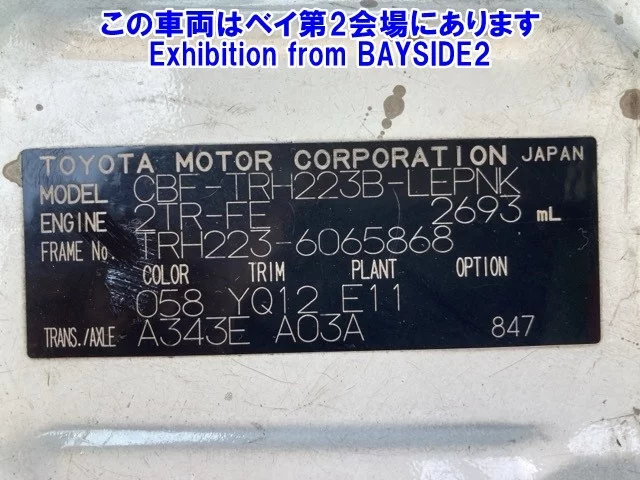 この車両はベイ第2会場にあります
Exhibition from BAYSIDE2
TOYOTA MOTOR CORPORATION JAPAN
MODEL CBF-TRH223B-LEPNK
ENGINE 2TR-FE 2693 mL
FRAME No. TRH223-6065868
COLOR TRIM PLANT OPTION
058 YQ12 E11
TRANS./AXLE A343E A03A 847